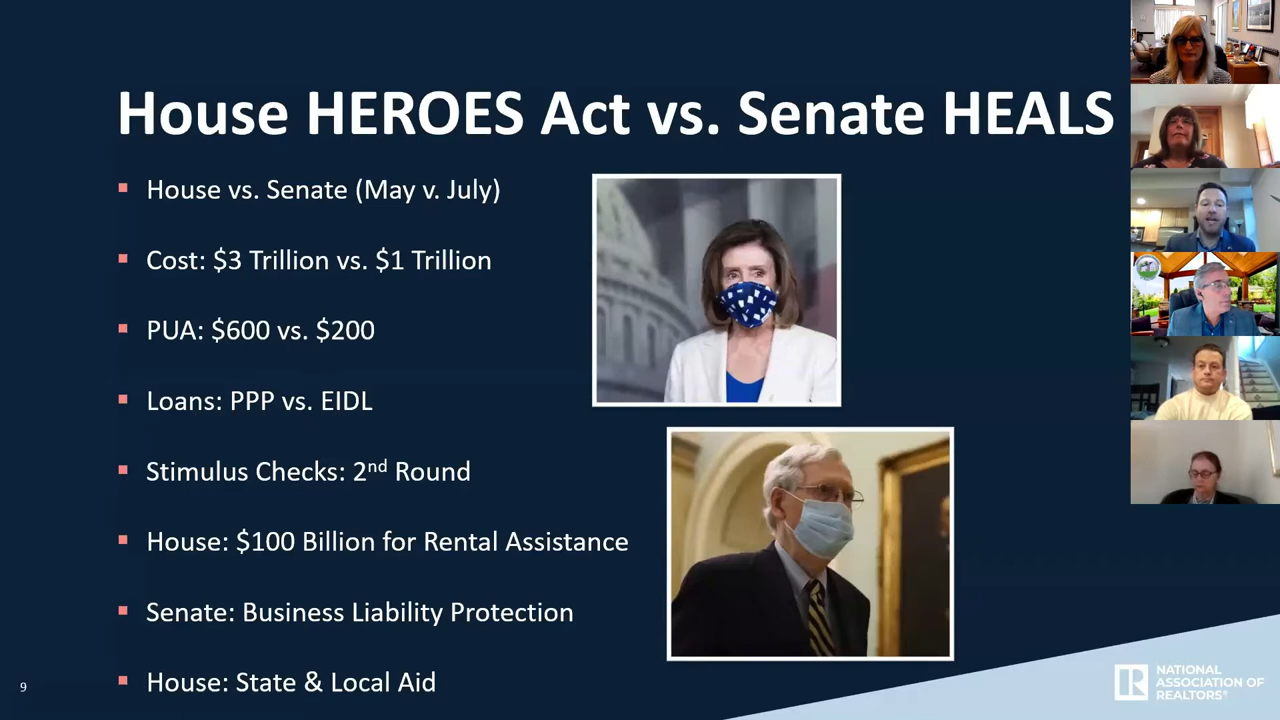 House HEROES Act vs. Senate HEALS
▪ House vs. Senate (May v. July)
▪ Cost: $3 Trillion vs. $1 Trillion
▪ PUA: $600 vs. $200
▪ Loans: PPP vs. EIDL
▪ Stimulus Checks: 2nd Round
▪ House: $100 Billion for Rental Assistance
▪ Senate: Business Liability Protection
▪ House: State & Local Aid
9
R
NATIONAL
ASSOCIATION OF
REALTORS®